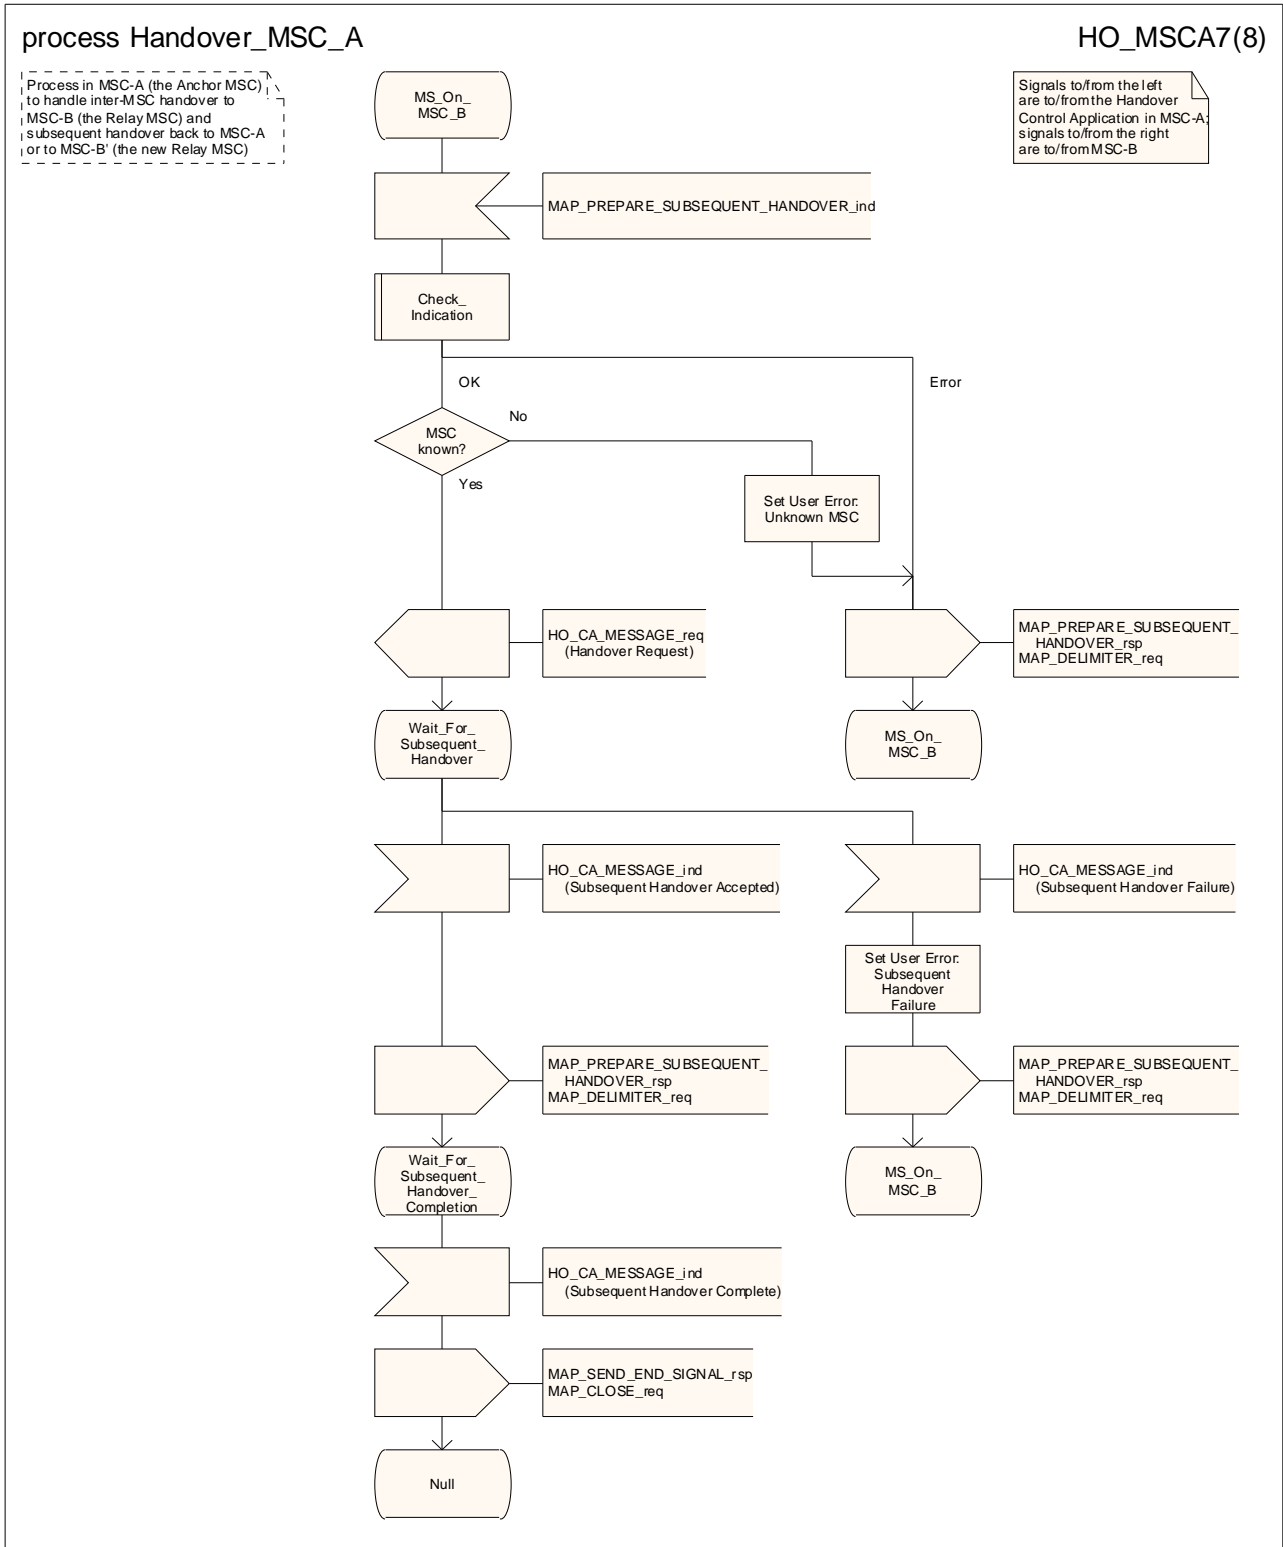 process Handover_MSC_A
HO_MSCA7(8)
Process in MSC-A (the Anchor MSC)
to handle inter-MSC handover to
MSC-B (the Relay MSC) and
subsequent handover back to MSC-A
or to MSC-B' (the new Relay MSC)
Signals to/from the left
are to/from the Handover
Control Application in MSC-A;
signals to/from the right
are to/from MSC-B
MS_On_
MSC_B
MAP_PREPARE_SUBSEQUENT_HANDOVER_ind
Check_
Indication
OK
Error
MSC
known?
No
Yes
Set User Error:
Unknown MSC
HO_CA_MESSAGE_req
(Handover Request)
MAP_PREPARE_SUBSEQUENT_
HANDOVER_rsp
MAP_DELIMITER_req
Wait_For_
Subsequent_
Handover
MS_On_
MSC_B
HO_CA_MESSAGE_ind
(Subsequent Handover Accepted)
HO_CA_MESSAGE_ind
(Subsequent Handover Failure)
Set User Error:
Subsequent
Handover
Failure
MAP_PREPARE_SUBSEQUENT_
HANDOVER_rsp
MAP_DELIMITER_req
MAP_PREPARE_SUBSEQUENT_
HANDOVER_rsp
MAP_DELIMITER_req
Wait_For_
Subsequent_
Handover_
Completion
MS_On_
MSC_B
HO_CA_MESSAGE_ind
(Subsequent Handover Complete)
MAP_SEND_END_SIGNAL_rsp
MAP_CLOSE_req
Null